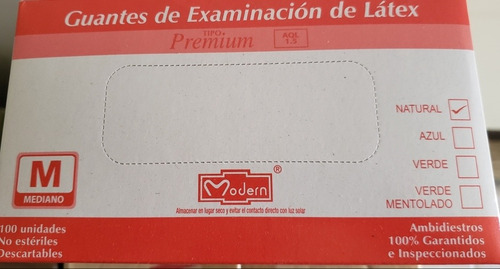 Guantes de Examinación de Látex
TIPO
Premium
AQL
1.5
NATURAL
AZUL
VERDE
VERDE
MENTOLADO
M
MEDIANO
Modern®
Almacenar en lugar seco y evitar el contacto directo con luz solar
100 unidades
No estériles
Descartables
Ambidiestros
100% Garantidos
e Inspeccionados